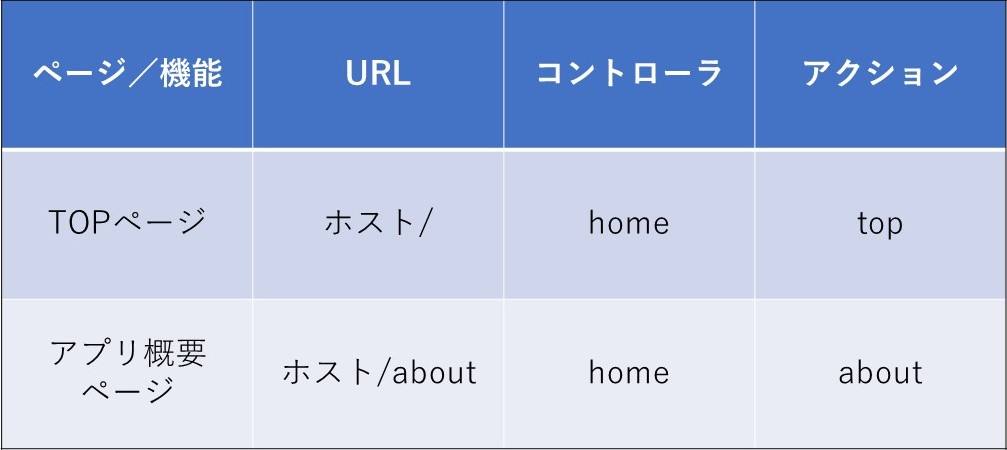 ページ／機能
URL
コントローラ
アクション
TOPページ
ホスト/
home
top
アプリ概要
ページ
ホスト/about
home
about